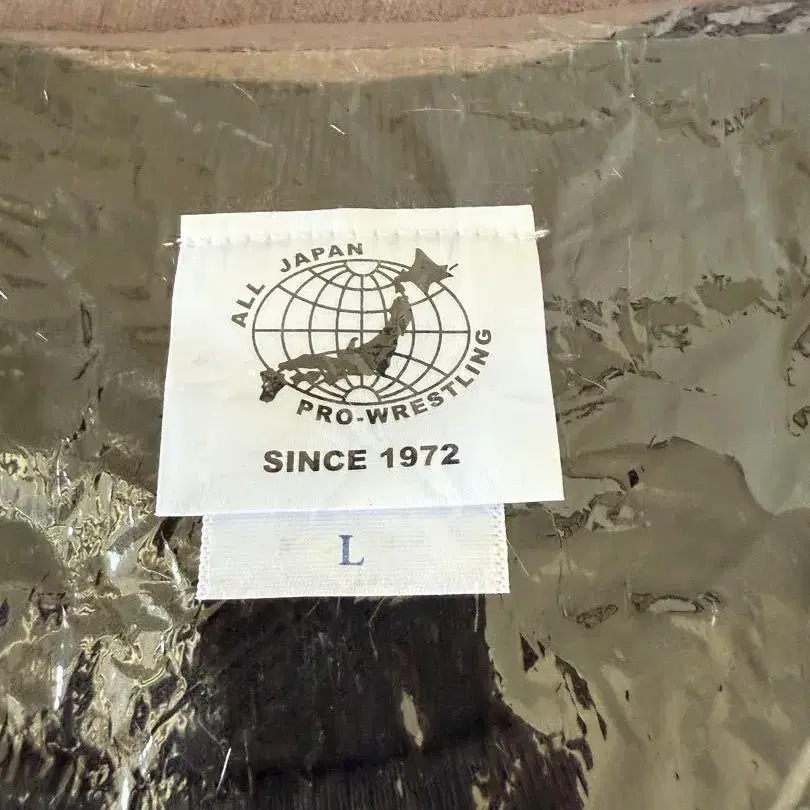 ALL JAPAN
PRO-WRESTLING
SINCE 1972
L